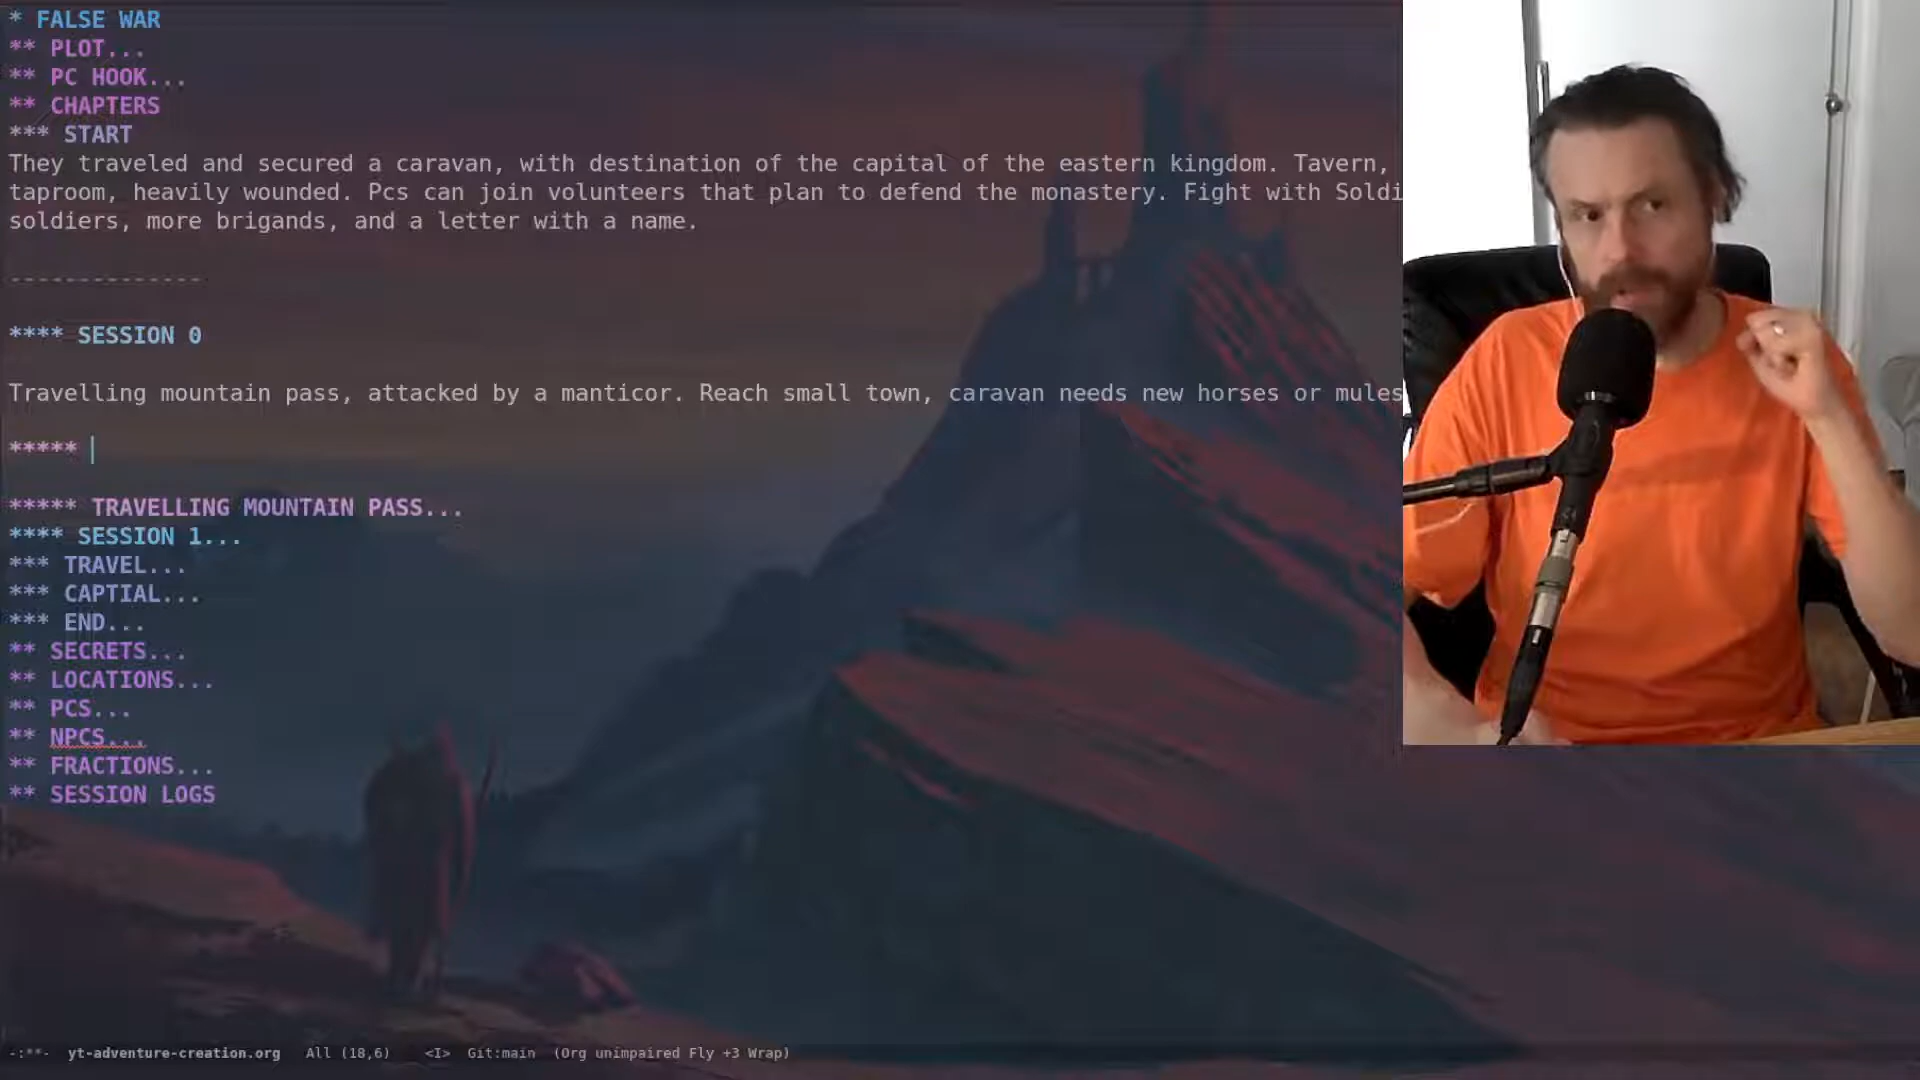 * FALSE WAR
** PLOT...
** PC HOOK...
** CHAPTERS
*** START
They traveled and secured a caravan, with destination of the capital of the eastern kingdom. Tavern,
taproom, heavily wounded. Pcs can join volunteers that plan to defend the monastery. Fight with Soldi
soldiers, more brigands, and a letter with a name.
--------------
**** SESSION 0
Travelling mountain pass, attacked by a manticor. Reach small town, caravan needs new horses or mules
*****
***** TRAVELLING MOUNTAIN PASS...
**** SESSION 1...
*** TRAVEL...
*** CAPTIAL...
*** END...
** SECRETS...
** LOCATIONS...
** PCS...
** NPCS...
** FRACTIONS...
** SESSION LOGS
-:**- yt-adventure-creation.org All (18,6) <I> Git:main (Org unimpaired Fly +3 Wrap)